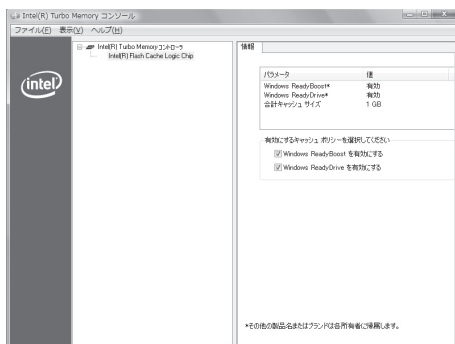 Intel(R) Turbo Memory コンソール
ファイル(F) 表示(V) ヘルプ(H)
Intel(R) Turbo Memory コントローラ
Intel(R) Flash Cache Logic Chip
intel
情報
パラメータ 値
Windows ReadyBoost* 有効
Windows ReadyDrive* 有効
合計キャッシュ サイズ 1 GB
有効にするキャッシュ ポリシーを選択してください
Windows ReadyBoost を有効にする
Windows ReadyDrive を有効にする
*その他の製品名またはブランドは各所有者に帰属します。